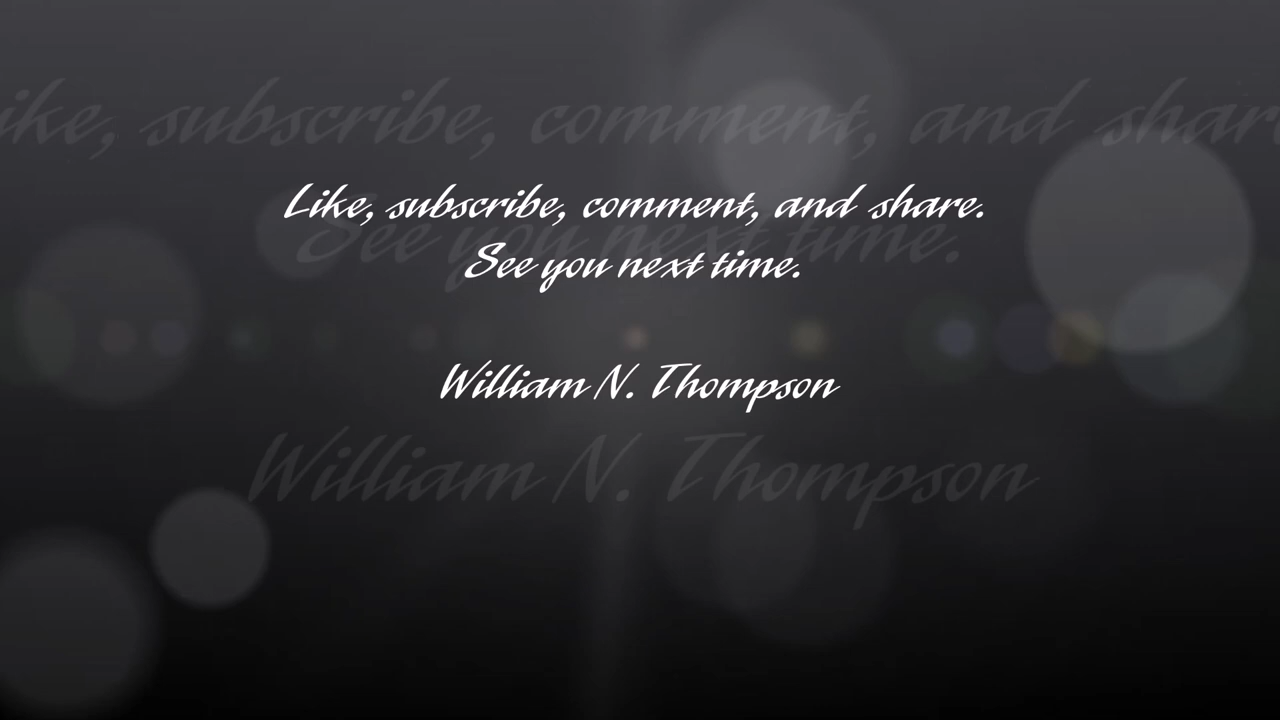 Like, subscribe, comment, and share.
See you next time.
William N. Thompson